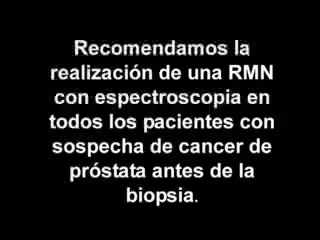 Recomendamos la
realización de una RMN
con espectroscopia en
todos los pacientes con
sospecha de cancer de
próstata antes de la
biopsia.